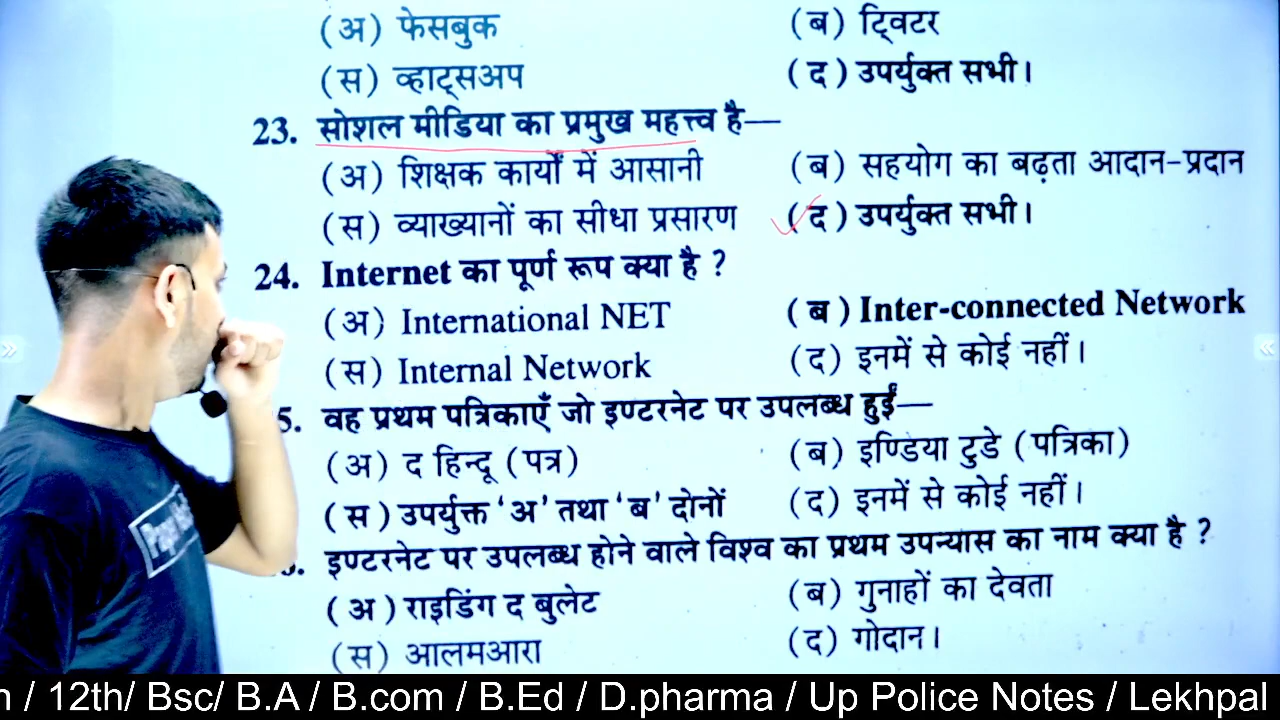 (अ) फेसबुक (ब) ट्विटर
(स) व्हाट्सअप (द) उपर्युक्त सभी।
23. सोशल मीडिया का प्रमुख महत्त्व है—
(अ) शिक्षक कार्यों में आसानी (ब) सहयोग का बढ़ता आदान-प्रदान
(स) व्याख्यानों का सीधा प्रसारण (द) उपर्युक्त सभी।
24. Internet का पूर्ण रूप क्या है ?
(अ) International NET (ब) Inter-connected Network
(स) Internal Network (द) इनमें से कोई नहीं।
5. वह प्रथम पत्रिकाएँ जो इण्टरनेट पर उपलब्ध हुईं—
(अ) द हिन्दू (पत्र) (ब) इण्डिया टुडे (पत्रिका)
(स) उपर्युक्त 'अ' तथा 'ब' दोनों (द) इनमें से कोई नहीं।
इण्टरनेट पर उपलब्ध होने वाले विश्व का प्रथम उपन्यास का नाम क्या है ?
(अ) राइडिंग द बुलेट (ब) गुनाहों का देवता
(स) आलमआरा (द) गोदान।
/ 12th/ Bsc/ B.A / B.com / B.Ed / D.pharma / Up Police Notes / Lekhpal